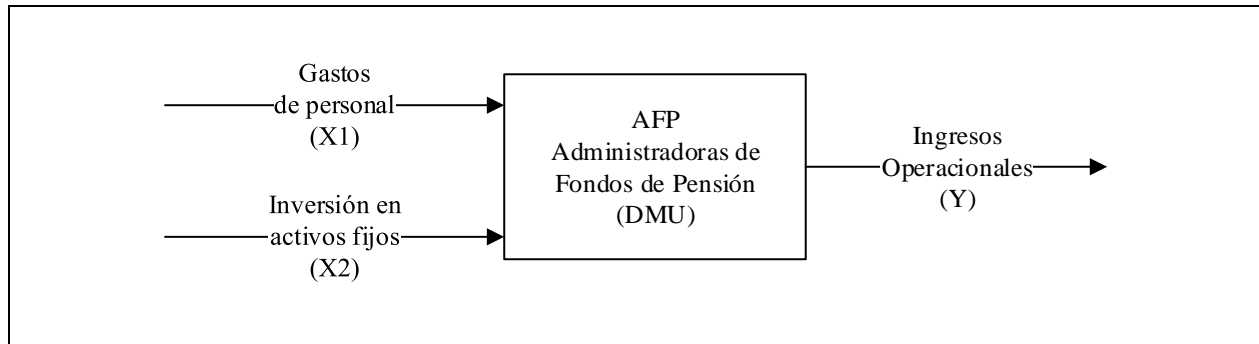 Gastos
de personal
(X1)
Inversión en
activos fijos
(X2)
AFP
Administradoras de
Fondos de Pensión
(DMU)
Ingresos
Operacionales
(Y)